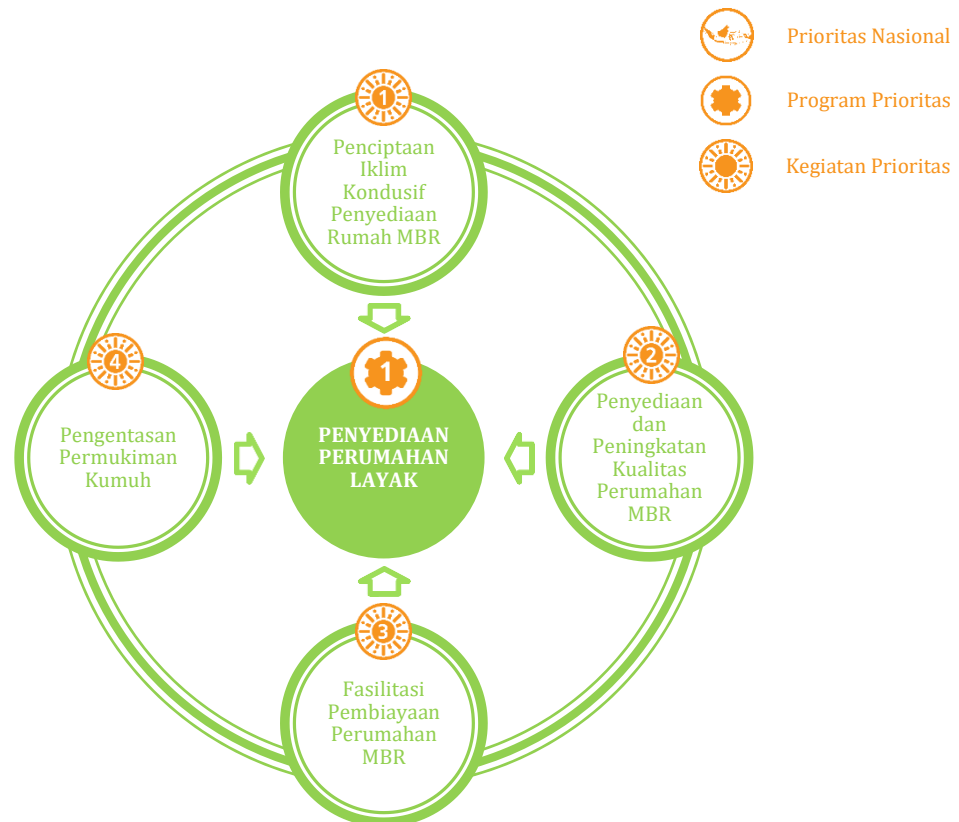 Prioritas Nasional
Program Prioritas
Kegiatan Prioritas
1
Penciptaan
Iklim
Kondusif
Penyediaan
Rumah MBR
4
Pengentasan
Permukiman
Kumuh
1
PENYEDIAAN
PERUMAHAN
LAYAK
2
Penyediaan
dan
Peningkatan
Kualitas
Perumahan
MBR
3
Fasilitasi
Pembiayaan
Perumahan
MBR